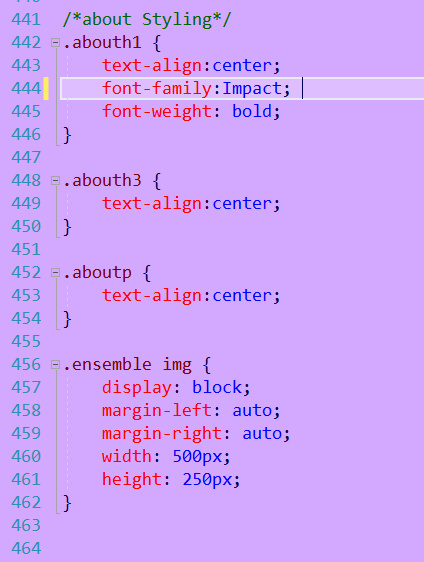 441 /*about Styling*/
442 .abouth1 {
443 text-align:center;
444 font-family:Impact;
445 font-weight: bold;
446 }
447
448 .abouth3 {
449 text-align:center;
450 }
451
452 .aboutp {
453 text-align:center;
454 }
455
456 .ensemble img {
457 display: block;
458 margin-left: auto;
459 margin-right: auto;
460 width: 500px;
461 height: 250px;
462 }
463
464